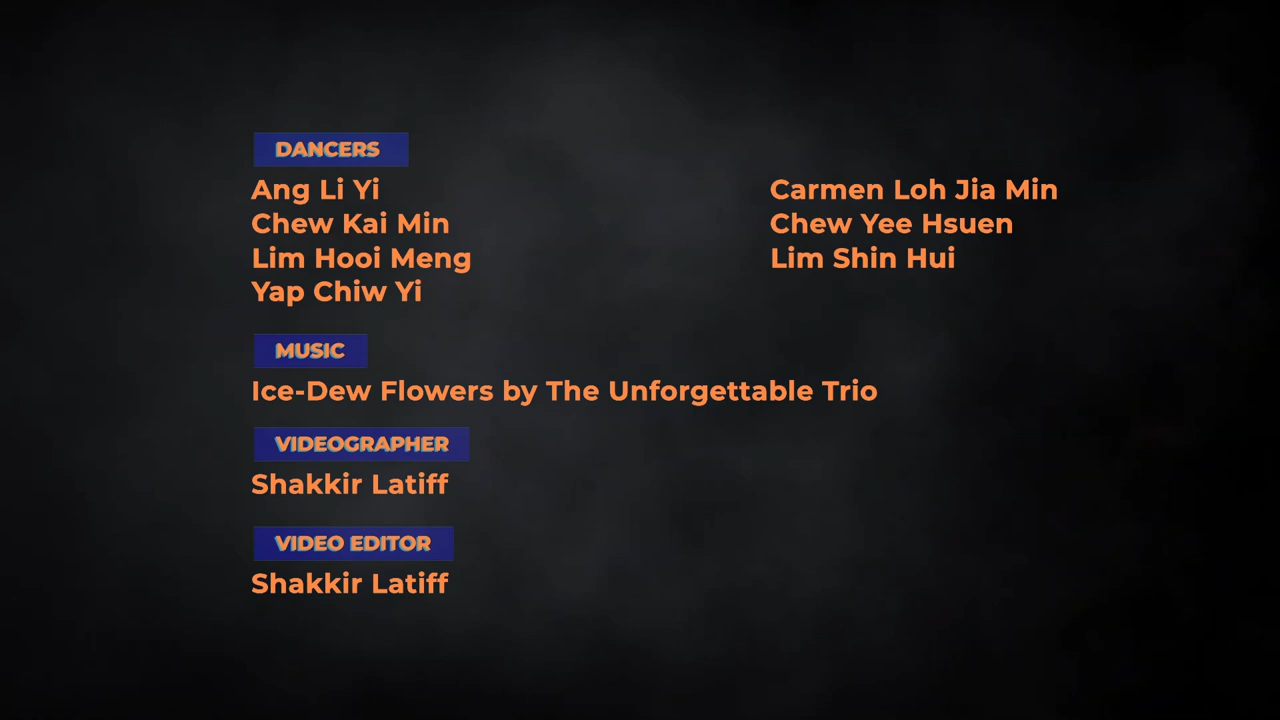 DANCERS
Ang Li Yi
Chew Kai Min
Lim Hooi Meng
Yap Chiw Yi
Carmen Loh Jia Min
Chew Yee Hsuen
Lim Shin Hui
MUSIC
Ice-Dew Flowers by The Unforgettable Trio
VIDEOGRAPHER
Shakkir Latiff
VIDEO EDITOR
Shakkir Latiff